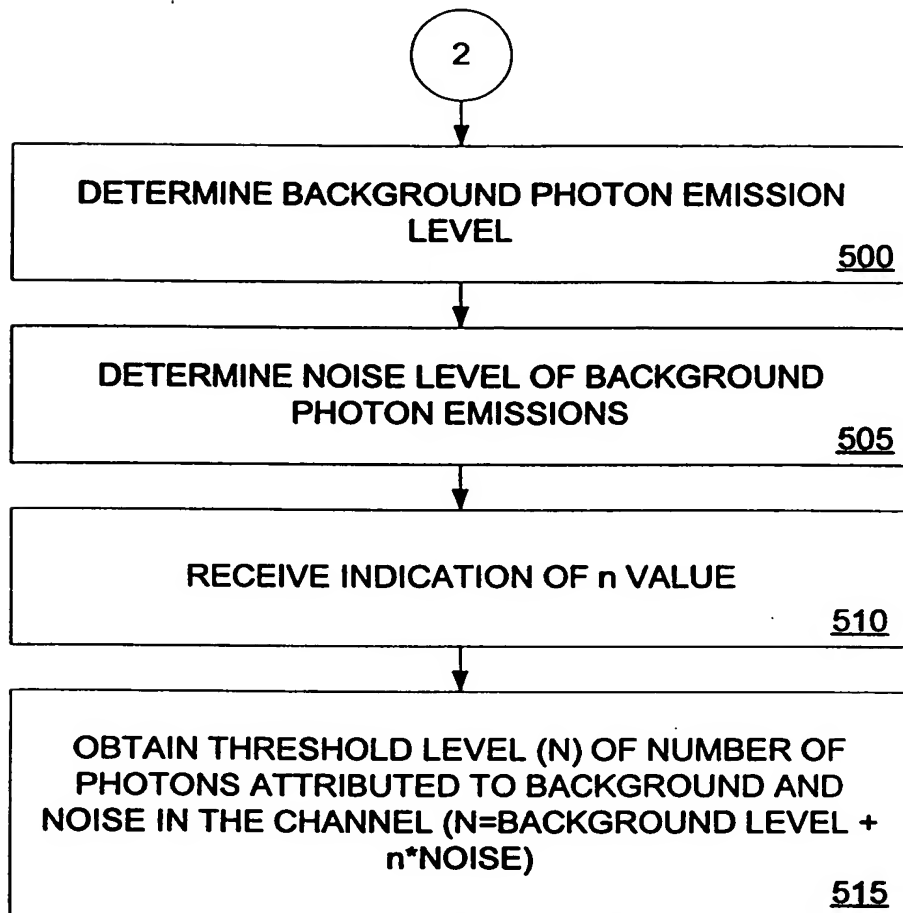 2
DETERMINE BACKGROUND PHOTON EMISSION
LEVEL
500
DETERMINE NOISE LEVEL OF BACKGROUND
PHOTON EMISSIONS
505
RECEIVE INDICATION OF n VALUE
510
OBTAIN THRESHOLD LEVEL (N) OF NUMBER OF
PHOTONS ATTRIBUTED TO BACKGROUND AND
NOISE IN THE CHANNEL (N=BACKGROUND LEVEL +
n*NOISE)
515